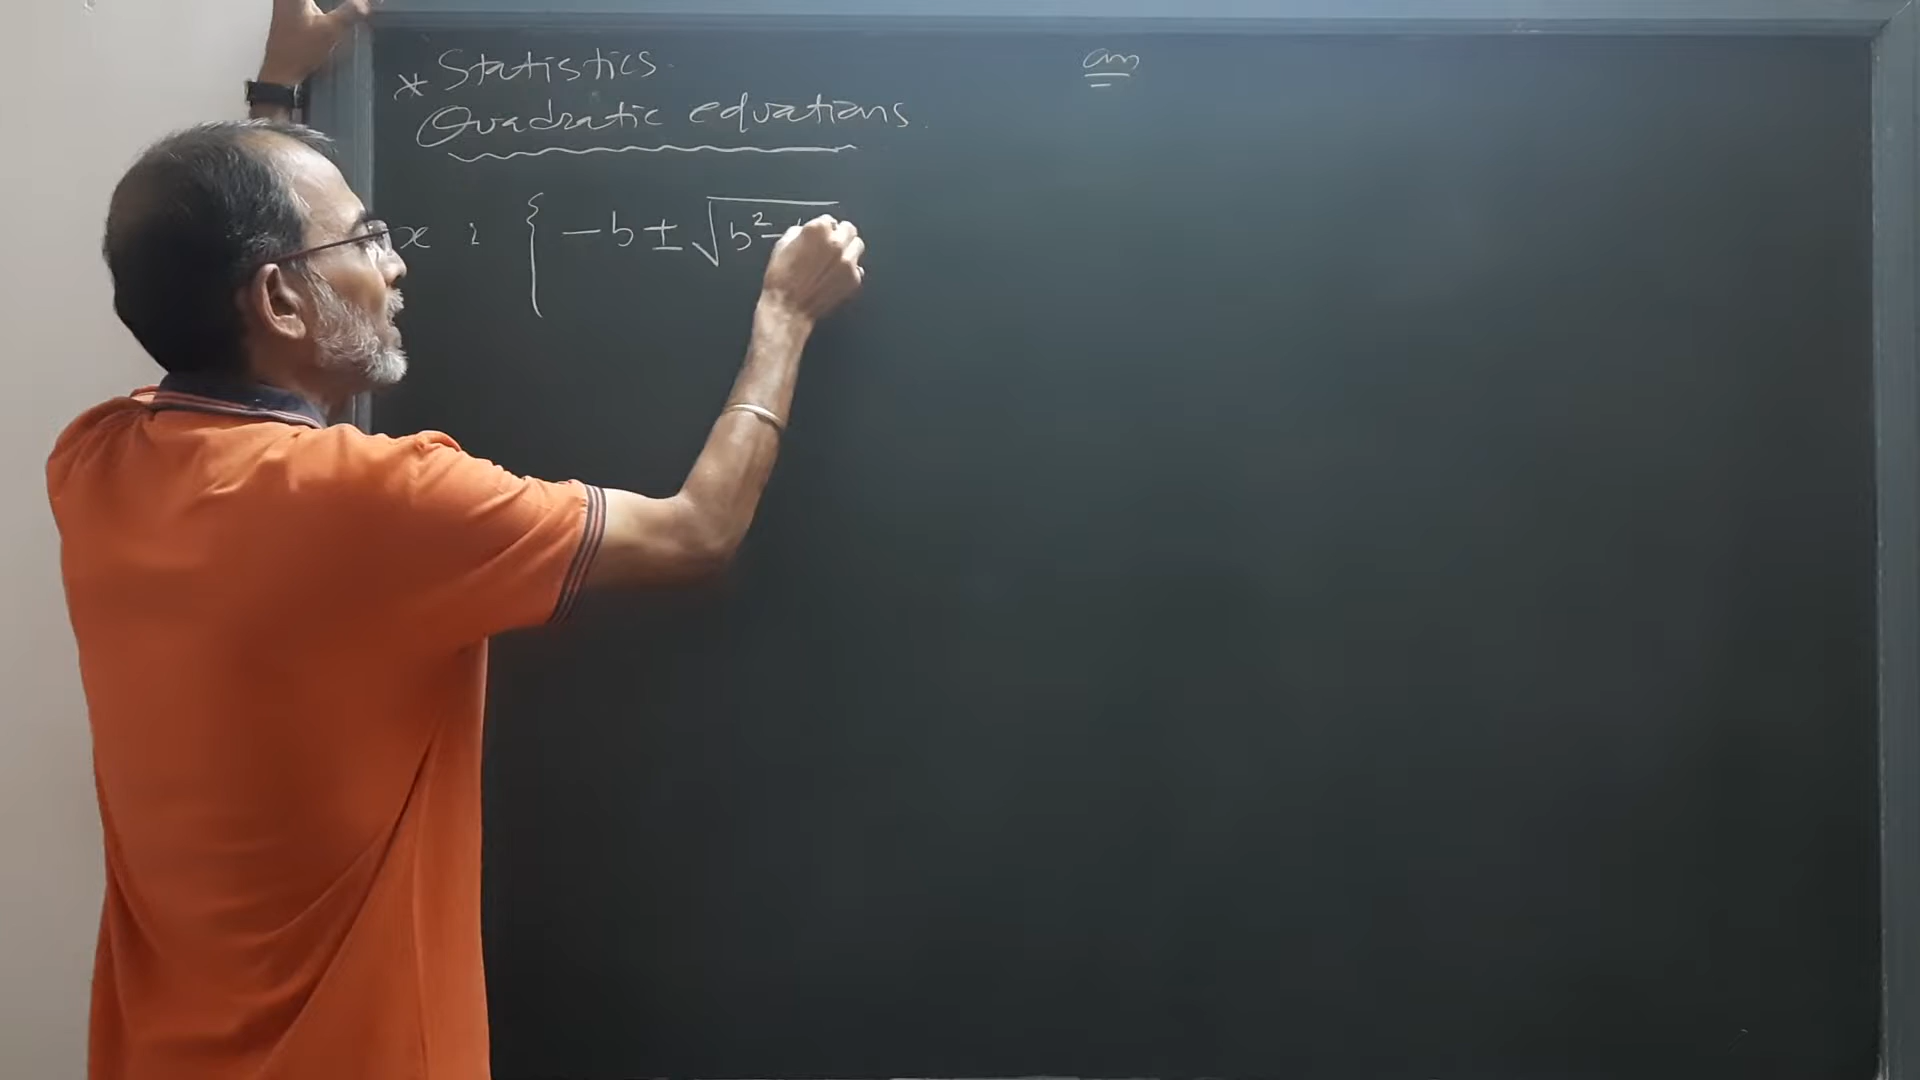 * Statistics.
Quadratic equations.
x : { -b ± √b²-